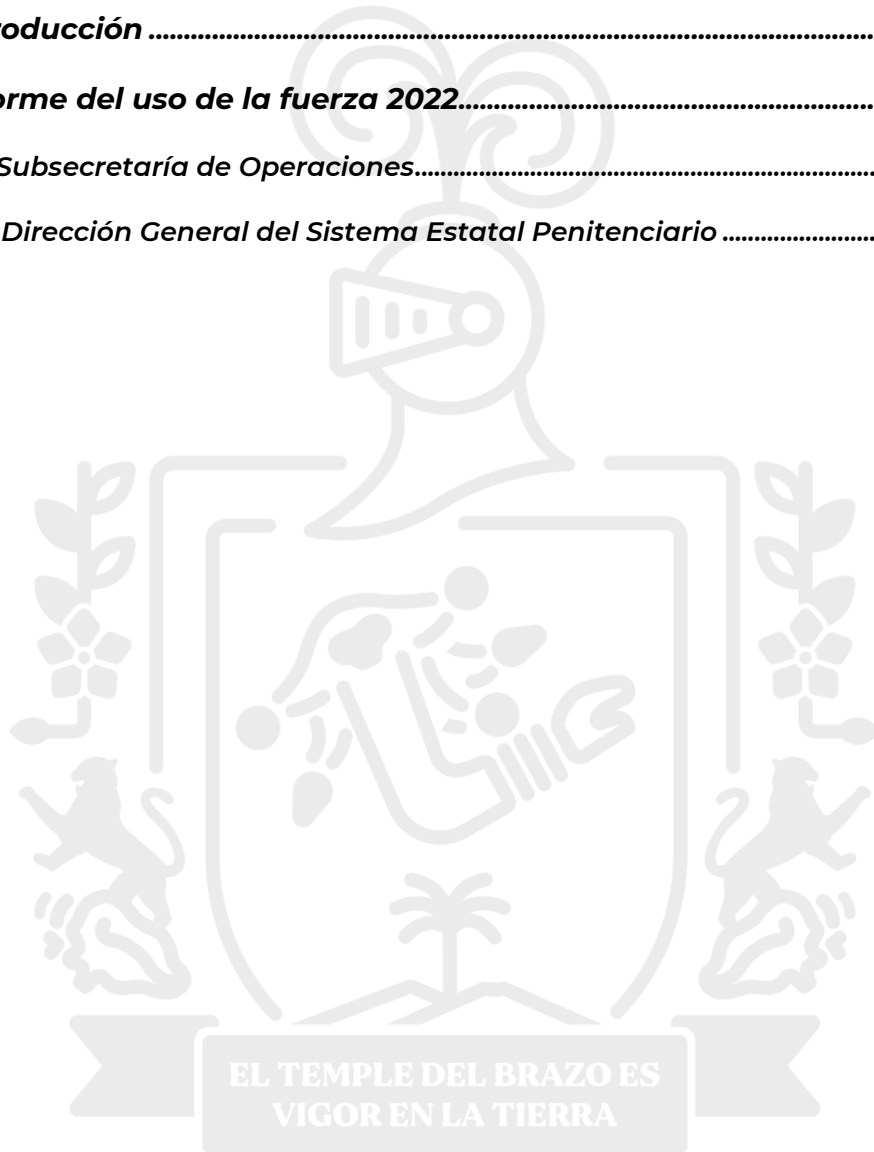 roducción ........................................................................................................
orme del uso de la fuerza 2022...........................................................
Subsecretaría de Operaciones..................................................................
Dirección General del Sistema Estatal Penitenciario ......................
EL TEMPLE DEL BRAZO ES
VIGOR EN LA TIERRA